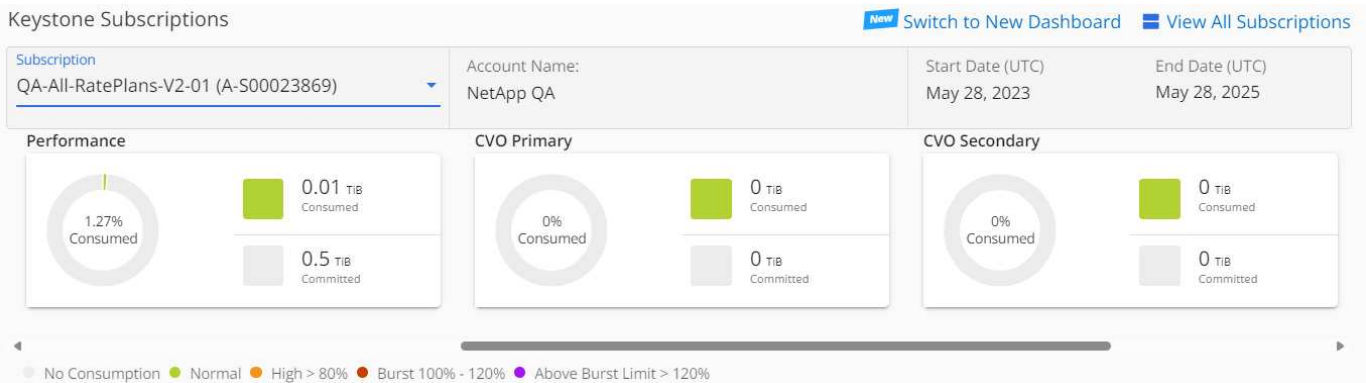 Keystone Subscriptions
New Switch to New Dashboard View All Subscriptions
Subscription
QA-All-RatePlans-V2-01 (A-S00023869)
Account Name:
NetApp QA
Start Date (UTC)
May 28, 2023
End Date (UTC)
May 28, 2025
Performance
1.27%
Consumed
0.01 TiB
Consumed
0.5 TiB
Committed
CVO Primary
0%
Consumed
0 TiB
Consumed
0 TiB
Committed
CVO Secondary
0%
Consumed
0 TiB
Consumed
0 TiB
Committed
No Consumption Normal High > 80% Burst 100% - 120% Above Burst Limit > 120%